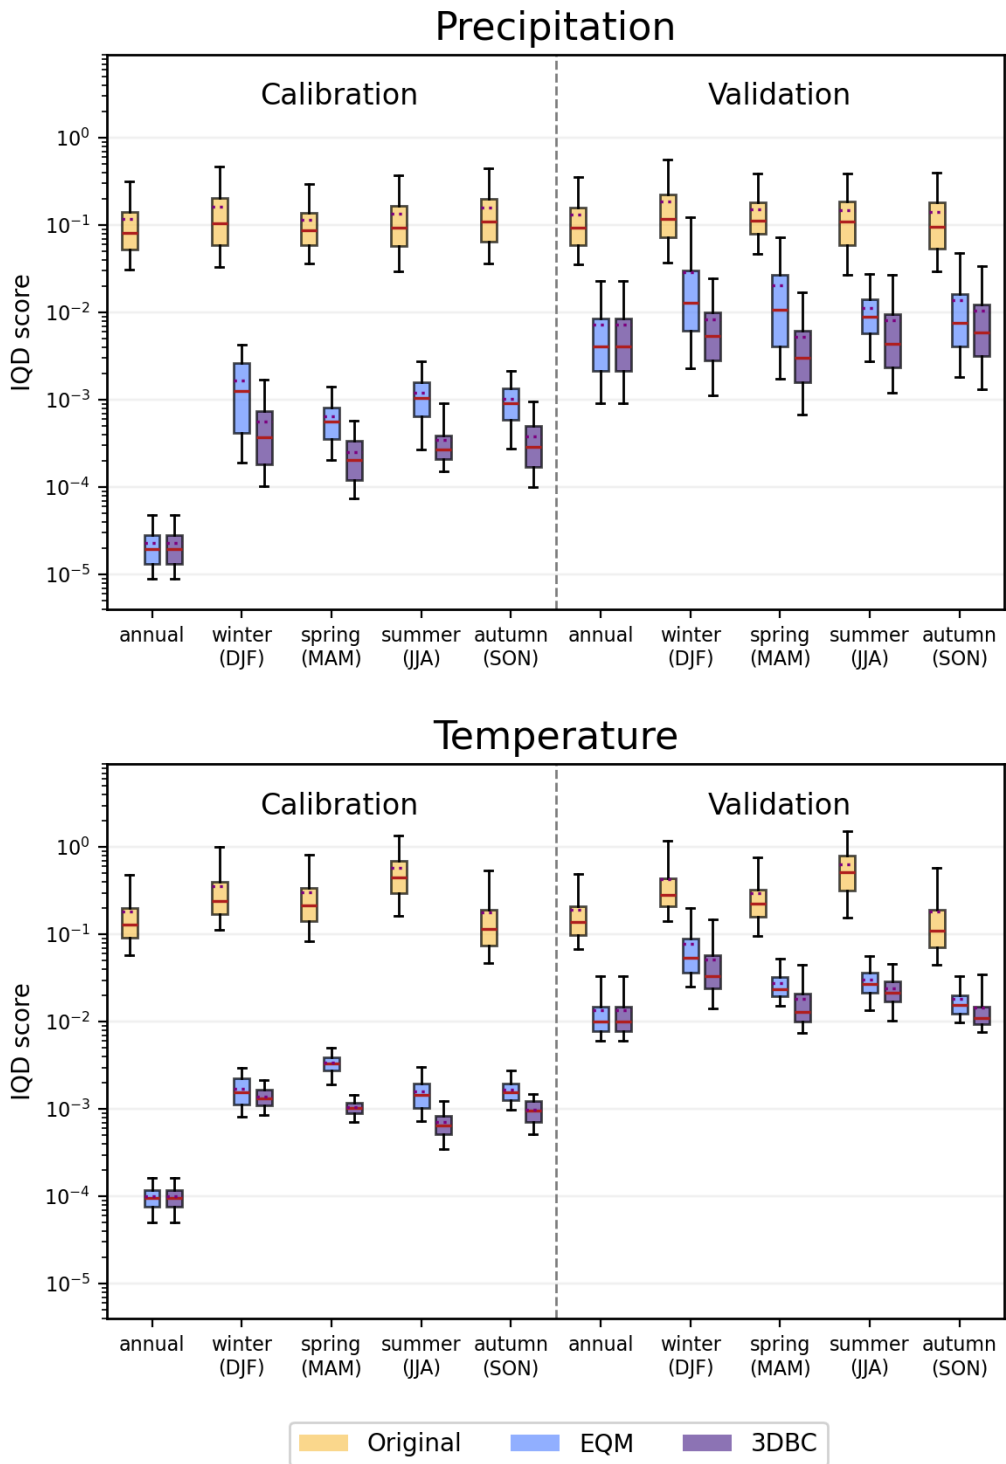 Precipitation
Calibration Validation
IQD score
10⁰
10⁻¹
10⁻²
10⁻³
10⁻⁴
10⁻⁵
annual winter spring summer autumn annual winter spring summer autumn
(DJF) (MAM) (JJA) (SON) (DJF) (MAM) (JJA) (SON)
Temperature
Calibration Validation
IQD score
10⁰
10⁻¹
10⁻²
10⁻³
10⁻⁴
10⁻⁵
annual winter spring summer autumn annual winter spring summer autumn
(DJF) (MAM) (JJA) (SON) (DJF) (MAM) (JJA) (SON)
Original EQM 3DBC